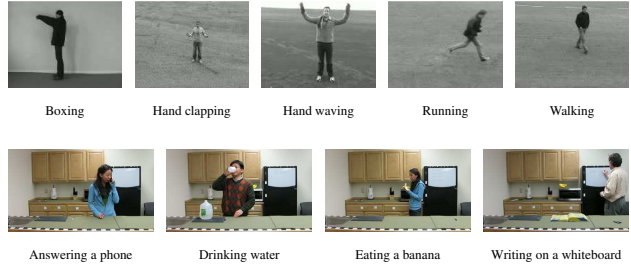 Boxing
Hand clapping
Hand waving
Running
Walking
Answering a phone
Drinking water
Eating a banana
Writing on a whiteboard